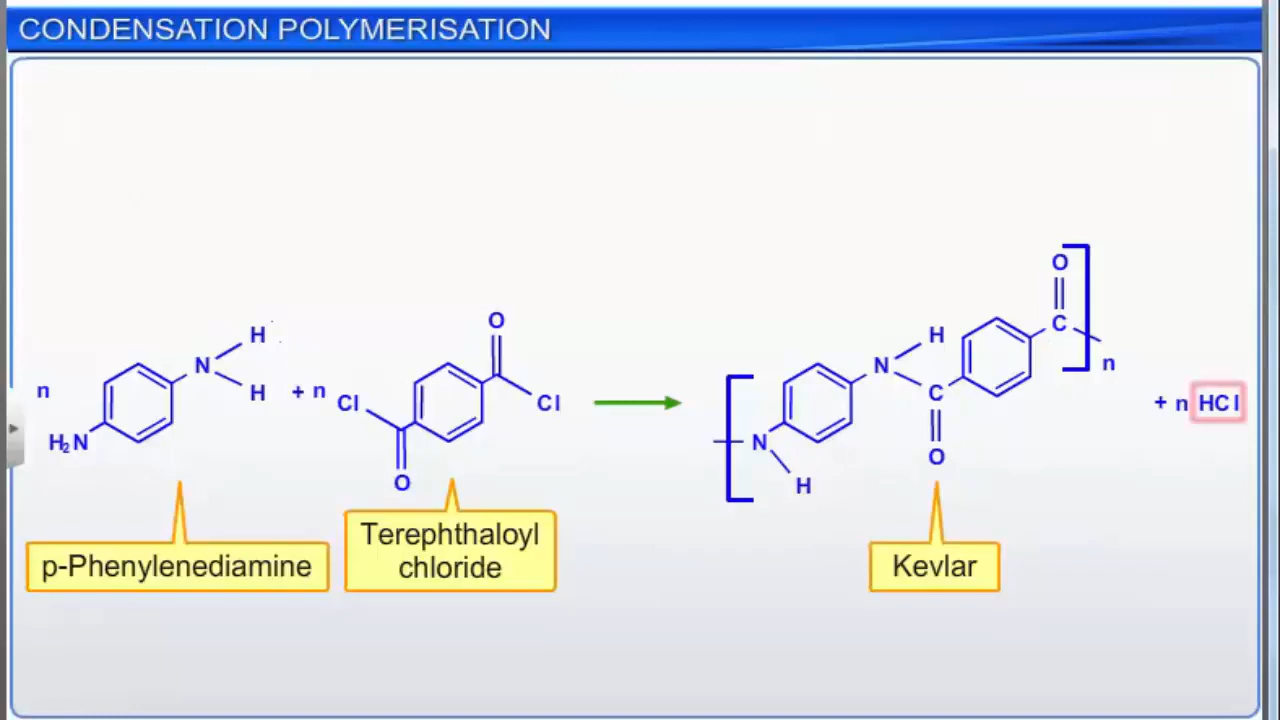 CONDENSATION POLYMERISATION
O
H
N
H
n
H₂N
+ n
Cl
O
Cl
O
O
C
n
H
N
C
O
N
H
+ n HCl
p-Phenylenediamine
Terephthaloyl
chloride
Kevlar